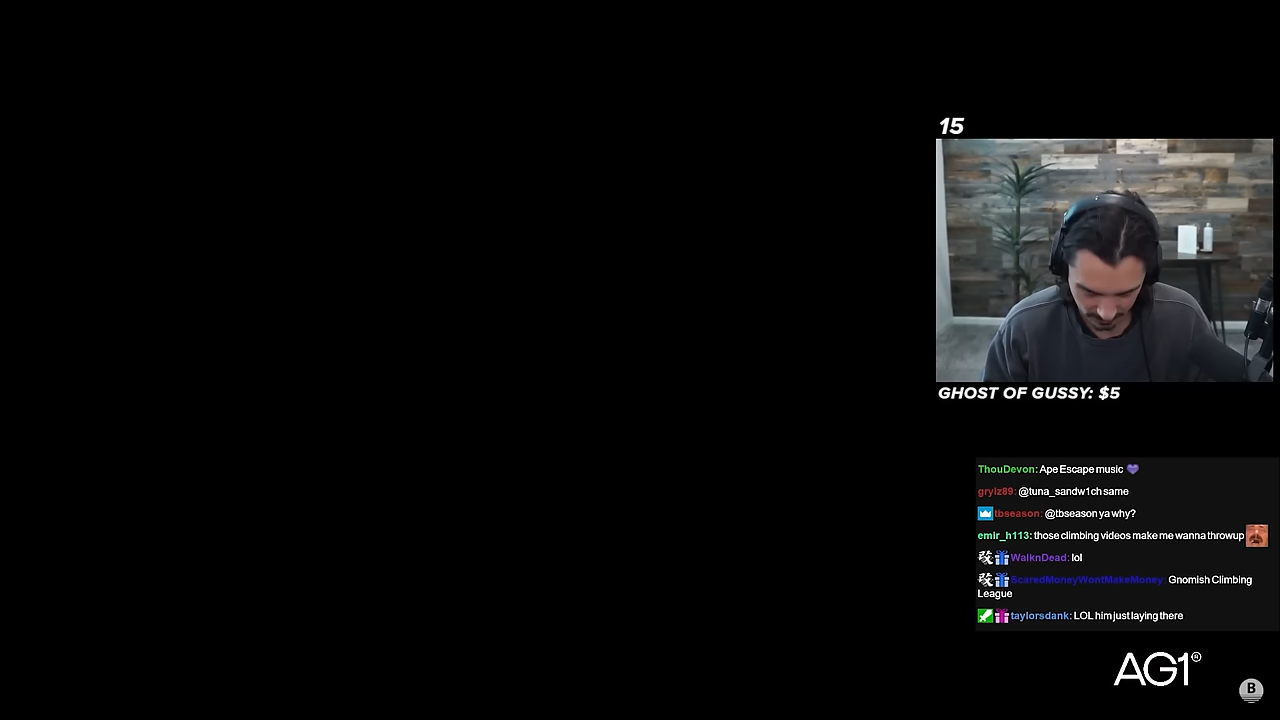 15
GHOST OF GUSSY: $5
ThouDevon: Ape Escape music
gryiz89: @tuna_sandw1ch same
tbseason: @tbseason ya why?
emir_h113: those climbing videos make me wanna throwup
WalknDead: lol
ScaredMoneyWontMakeMoney: Gnomish Climbing
League
taylorsdank: LOL him just laying there
AG1®
B